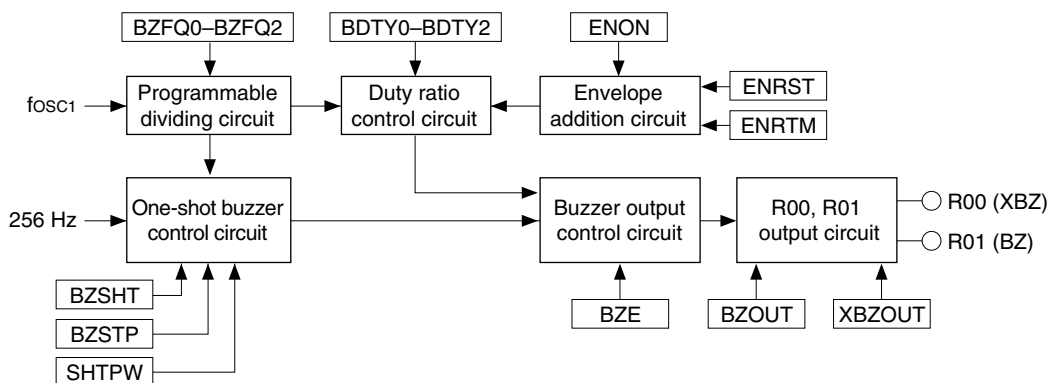 BZFQ0–BZFQ2
BDTY0–BDTY2
ENON
fOSC1
Programmable
dividing circuit
Duty ratio
control circuit
Envelope
addition circuit
ENRST
ENRTM
256 Hz
One-shot buzzer
control circuit
Buzzer output
control circuit
R00, R01
output circuit
R00 (XBZ)
R01 (BZ)
BZSHT
BZSTP
SHTPW
BZE
BZOUT
XBZOUT